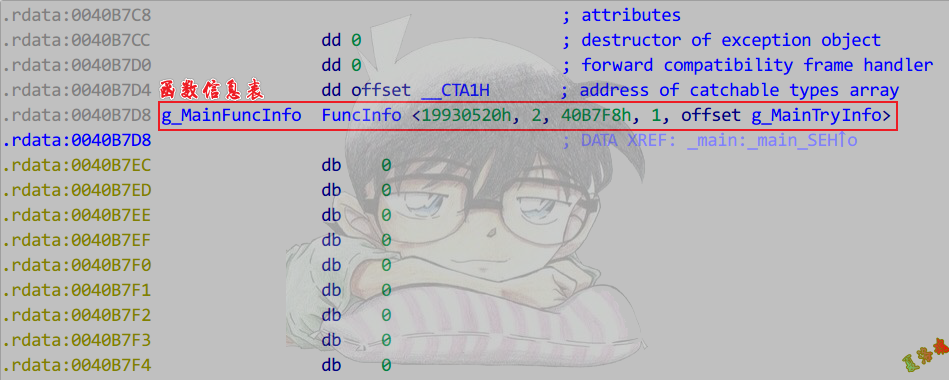 .rdata:0040B7C8 ; attributes
.rdata:0040B7CC dd 0 ; destructor of exception object
.rdata:0040B7D0 dd 0 ; forward compatibility frame handler
.rdata:0040B7D4 函数信息表 dd offset __CTA1H ; address of catchable types array
.rdata:0040B7D8 g_MainFuncInfo FuncInfo <19930520h, 2, 40B7F8h, 1, offset g_MainTryInfo>
.rdata:0040B7D8 ; DATA XREF: _main:_main_SEH↑o
.rdata:0040B7EC db 0
.rdata:0040B7ED db 0
.rdata:0040B7EE db 0
.rdata:0040B7EF db 0
.rdata:0040B7F0 db 0
.rdata:0040B7F1 db 0
.rdata:0040B7F2 db 0
.rdata:0040B7F3 db 0
.rdata:0040B7F4 db 0